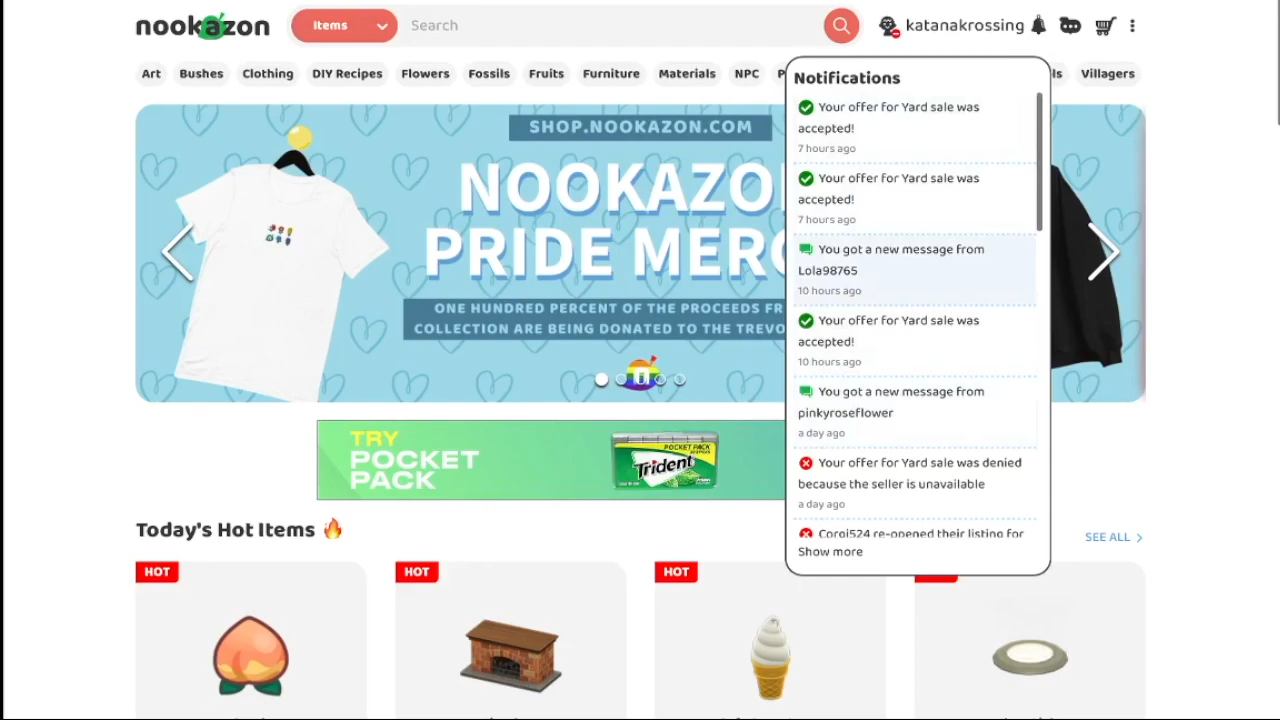 nookazon
Items
Search
katanakrossing
Art
Bushes
Clothing
DIY Recipes
Flowers
Fossils
Fruits
Furniture
Materials
NPC
Villagers
Notifications
Your offer for Yard sale was
accepted!
7 hours ago
Your offer for Yard sale was
accepted!
7 hours ago
You got a new message from
Lola98765
10 hours ago
Your offer for Yard sale was
accepted!
10 hours ago
You got a new message from
pinkyroseflower
a day ago
Your offer for Yard sale was denied
because the seller is unavailable
a day ago
Corgi524 re-opened their listing for
Show more
SHOP.NOOKAZON.COM
NOOKAZO
PRIDE MERC
ONE HUNDRED PERCENT OF THE PROCEEDS FR
COLLECTION ARE BEING DONATED TO THE TREVO
TRY
POCKET
PACK
POCKET PACK
Trident
Today's Hot Items
SEE ALL
HOT
HOT
HOT